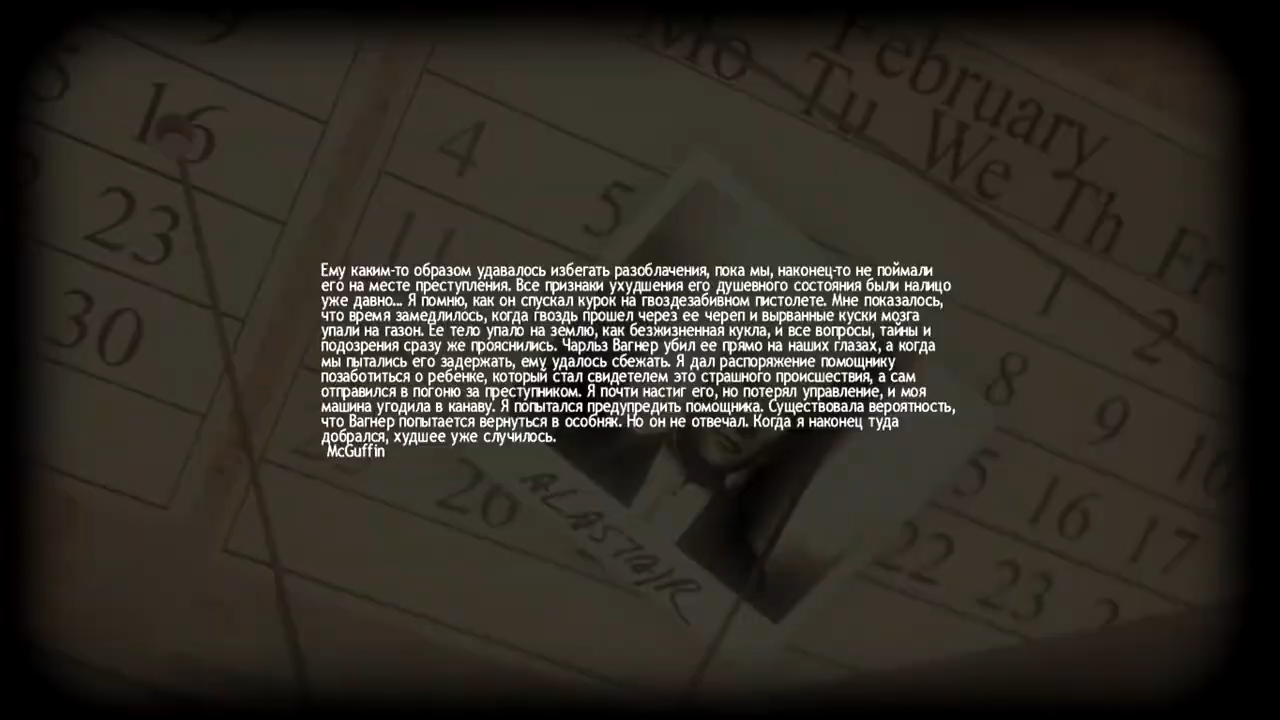 February
Mo Tu We Th Fr
16
4
5
1
2
23
11
8
9
16
30
Ему каким-то образом удавалось избегать разоблачения, пока мы, наконец-то не поймали
его на месте преступления. Все признаки ухудшения его душевного состояния были налицо
уже давно... Я помню, как он спускал курок на гвоздезабивном пистолете. Мне показалось,
что время замедлилось, когда гвоздь прошел через ее череп и вырванные куски мозга
упали на газон. Ее тело упало на землю, как безжизненная кукла, и все вопросы, тайны и
подозрения сразу же прояснились. Чарльз Вагнер убил ее прямо на наших глазах, а когда
мы пытались его задержать, ему удалось сбежать. Я дал распоряжение помощнику
позаботиться о ребенке, который стал свидетелем это страшного происшествия, а сам
отправился в погоню за преступником. Я почти настиг его, но потерял управление, и моя
машина угодила в канаву. Я попытался предупредить помощника. Существовала вероятность,
что Вагнер попытается вернуться в особняк. Но он не отвечал. Когда я наконец туда
добрался, худшее уже случилось.
McGuffin
20
ALASTAIR
16
17
22
23